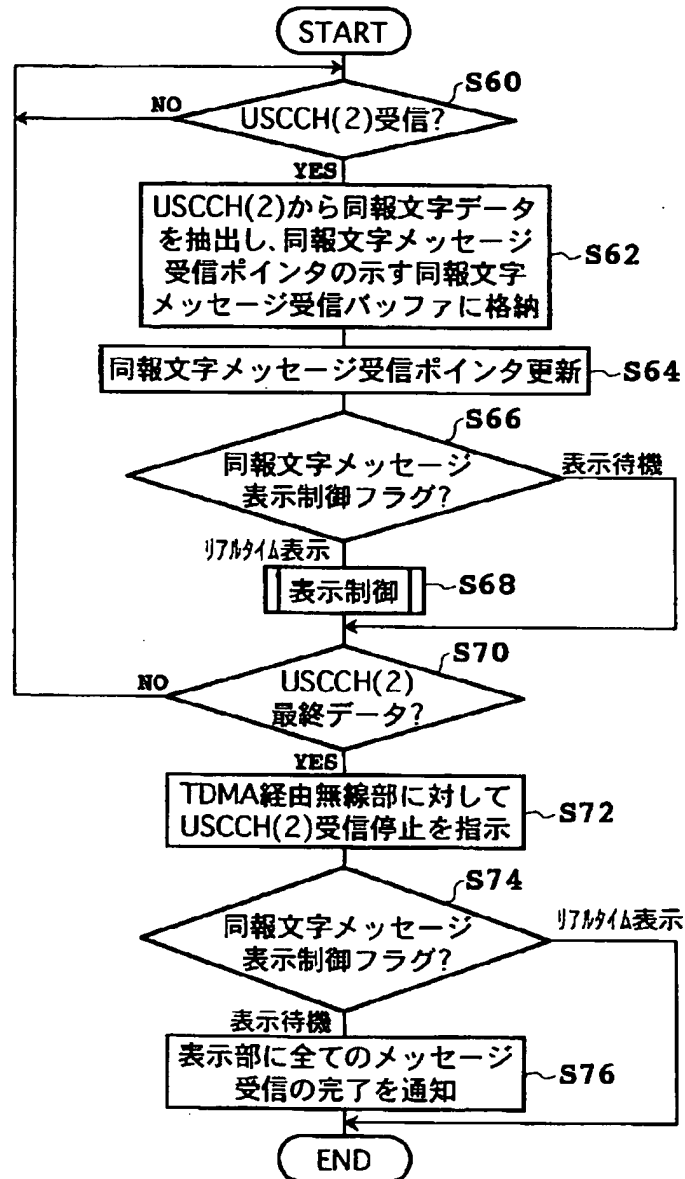 START
S60
NO
USCCH(2)受信?
YES
USCCH(2)から同報文字データ
を抽出し、同報文字メッセージ
受信ポインタの示す同報文字
メッセージ受信バッファに格納
S62
同報文字メッセージ受信ポインタ更新
S64
S66
同報文字メッセージ
表示制御フラグ?
表示待機
リアルタイム表示
表示制御
S68
S70
NO
USCCH(2)
最終データ?
YES
TDMA経由無線部に対して
USCCH(2)受信停止を指示
S72
S74
同報文字メッセージ
表示制御フラグ?
リアルタイム表示
表示待機
表示部に全てのメッセージ
受信の完了を通知
S76
END